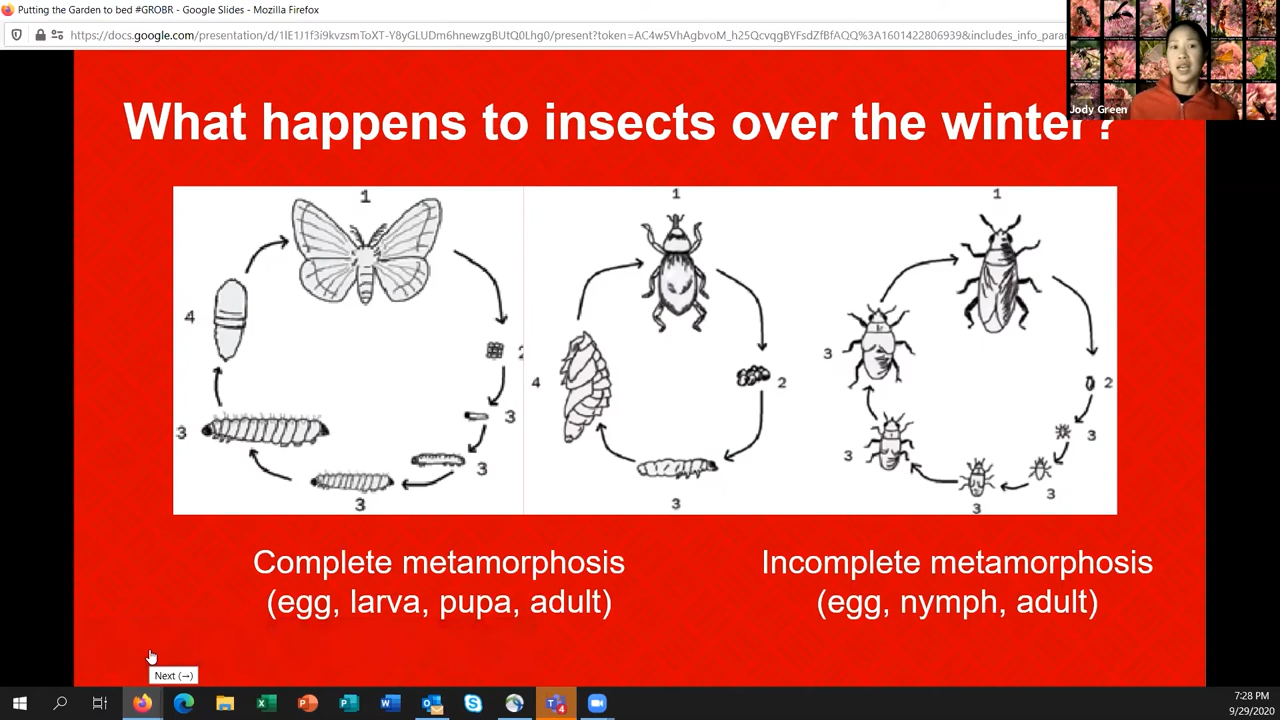 Putting the Garden to bed #GROBR - Google Slides - Mozilla Firefox
Jody Green
What happens to insects over the winter?
1
2
3
3
3
3
4
1
2
3
4
1
2
3
3
3
3
3
Complete metamorphosis
(egg, larva, pupa, adult)
Incomplete metamorphosis
(egg, nymph, adult)
Next (→)
4
7:28 PM
9/29/2020